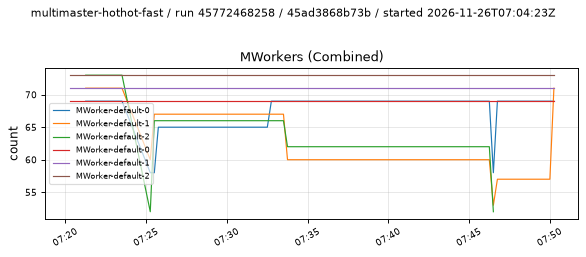 multimaster-hothot-fast / run 45772468258 / 45ad3868b73b / started 2026-11-26T07:04:23Z
MWorkers (Combined)
count
70
65
60
55
MWorker-default-0
MWorker-default-1
MWorker-default-2
MWorker-default-0
MWorker-default-1
MWorker-default-2
07:20
07:25
07:30
07:35
07:40
07:45
07:50